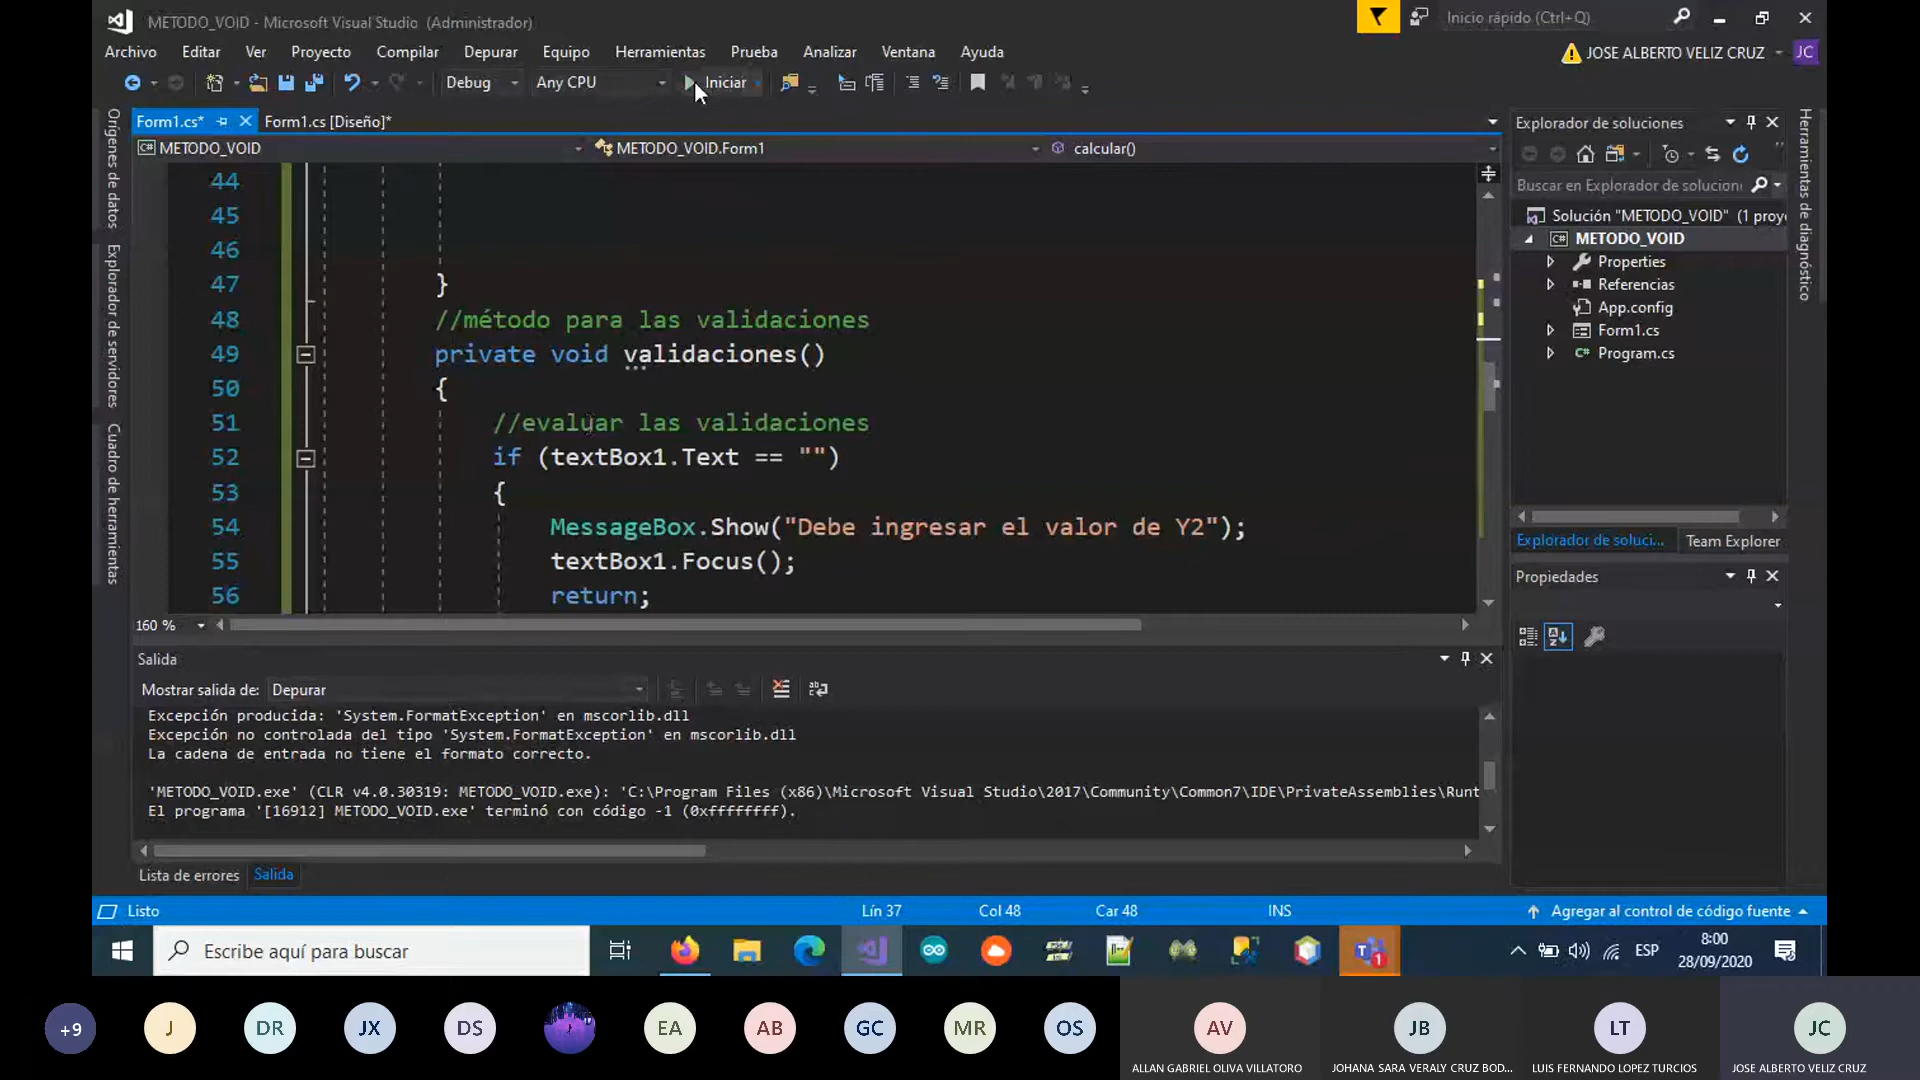 METODO_VOID - Microsoft Visual Studio (Administrador)
Inicio rápido (Ctrl+Q)
Archivo Editar Ver Proyecto Compilar Depurar Equipo Herramientas Prueba Analizar Ventana Ayuda
JOSE ALBERTO VELIZ CRUZ JC
Debug Any CPU Iniciar
Form1.cs* Form1.cs [Diseño]*
METODO_VOID METODO_VOID.Form1 calcular()
Orígenes de datos
Explorador de servidores
Cuadro de herramientas
44
45
46
47 }
48 //método para las validaciones
49 private void validaciones()
50 {
51 //evaluar las validaciones
52 if (textBox1.Text == "")
53 {
54 MessageBox.Show("Debe ingresar el valor de Y2");
55 textBox1.Focus();
56 return;
160 %
Explorador de soluciones
Buscar en Explorador de solucion
Solución "METODO_VOID" (1 proye
METODO_VOID
Properties
Referencias
App.config
Form1.cs
Program.cs
Explorador de soluci... Team Explorer
Propiedades
Herramientas de diagnóstico
Salida
Mostrar salida de: Depurar
Excepción producida: 'System.FormatException' en mscorlib.dll
Excepción no controlada del tipo 'System.FormatException' en mscorlib.dll
La cadena de entrada no tiene el formato correcto.
'METODO_VOID.exe' (CLR v4.0.30319: METODO_VOID.exe): 'C:\Program Files (x86)\Microsoft Visual Studio\2017\Community\Common7\IDE\PrivateAssemblies\Runt
El programa '[16912] METODO_VOID.exe' terminó con código -1 (0xffffffff).
Lista de errores Salida
Listo Lín 37 Col 48 Car 48 INS Agregar al control de código fuente
Escribe aquí para buscar
1
ESP
8:00
28/09/2020
+9 J DR JX DS EA AB GC MR OS AV JB LT JC
ALLAN GABRIEL OLIVA VILLATORO JOHANA SARA VERALY CRUZ BOD... LUIS FERNANDO LOPEZ TURCIOS JOSE ALBERTO VELIZ CRUZ